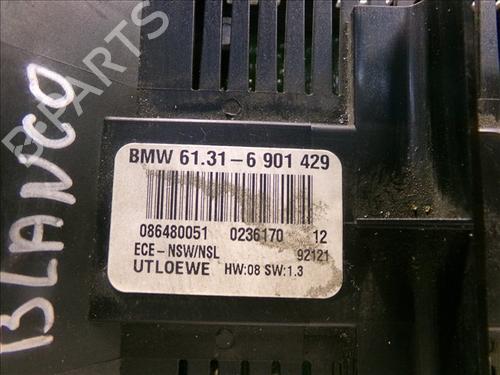 BMW 61.31-6 901 429
086480051 0236170 12
ECE-NSW/NSL 92121
UTLOEWE HW:08 SW:1.3
BLANCO
B-PARTS